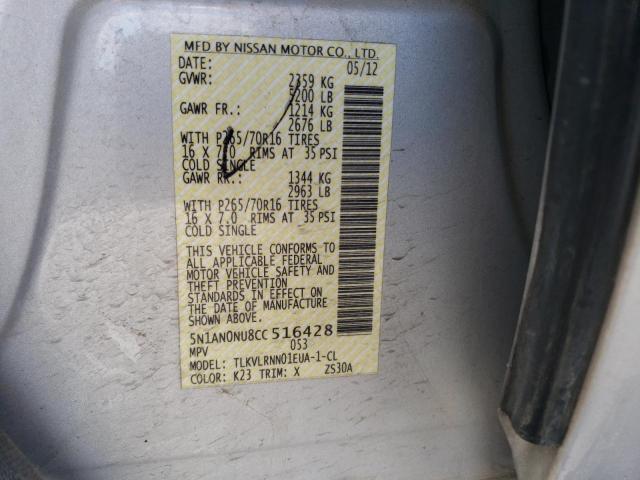 MFD BY NISSAN MOTOR CO., LTD.
DATE: 05/12
GVWR: 2359 KG
5200 LB
GAWR FR.: 1214 KG
2676 LB
WITH P265/70R16 TIRES
16 X 7.0 RIMS AT 35 PSI
COLD SINGLE
GAWR RR.: 1344 KG
2963 LB
WITH P265/70R16 TIRES
16 X 7.0 RIMS AT 35 PSI
COLD SINGLE
THIS VEHICLE CONFORMS TO
ALL APPLICABLE FEDERAL
MOTOR VEHICLE SAFETY AND
THEFT PREVENTION
STANDARDS IN EFFECT ON
THE DATE OF MANUFACTURE
SHOWN ABOVE.
5N1AN0NU8CC 516428
MPV 053
MODEL: TLKVLRNN01EUA-1-CL
COLOR: K23 TRIM: X ZS30A